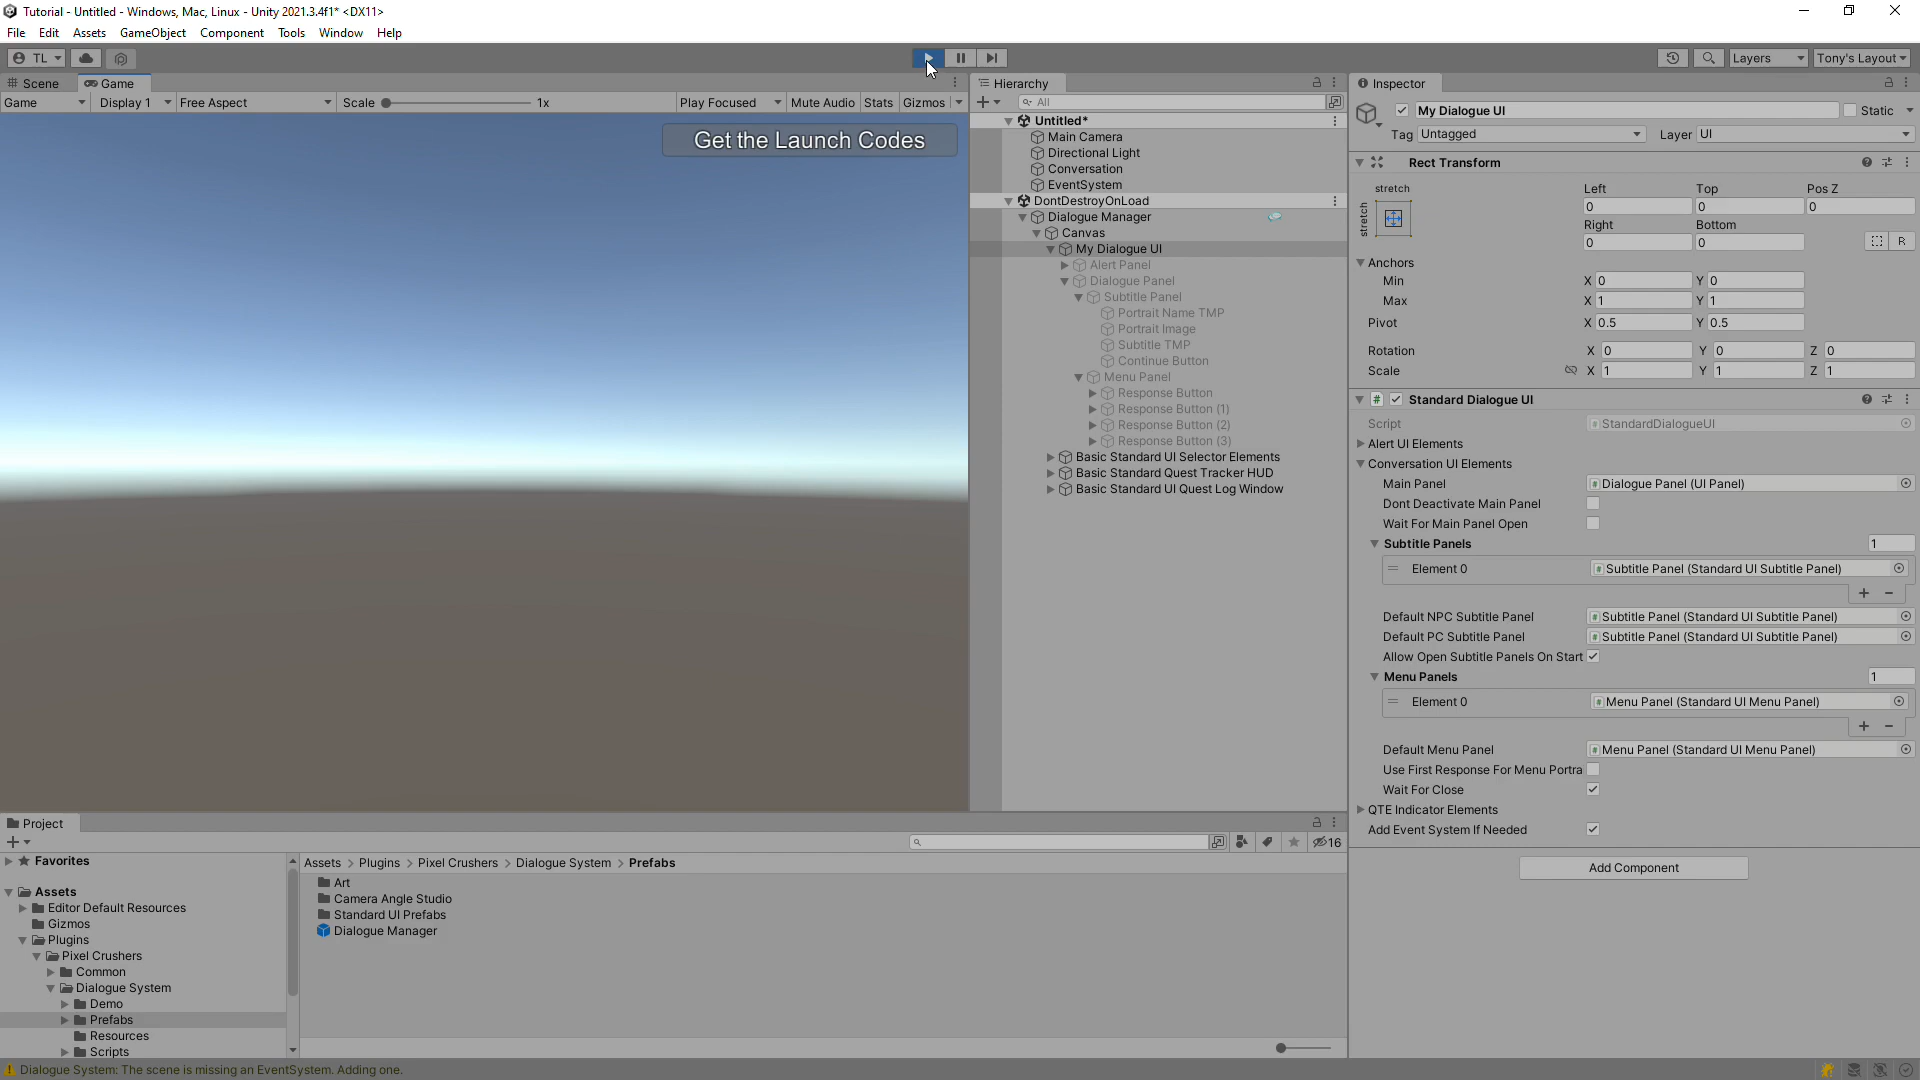 Tutorial - Untitled - Windows, Mac, Linux - Unity 2021.3.4f1* <DX11>
File Edit Assets GameObject Component Tools Window Help
TL Layers Tony's Layout
Scene Game
Game Display 1 Free Aspect Scale 1x Play Focused Mute Audio Stats Gizmos
Get the Launch Codes
Hierarchy
All
Untitled*
Main Camera
Directional Light
Conversation
EventSystem
DontDestroyOnLoad
Dialogue Manager
Canvas
My Dialogue UI
Alert Panel
Dialogue Panel
Subtitle Panel
Portrait Name TMP
Portrait Image
Subtitle TMP
Continue Button
Menu Panel
Response Button
Response Button (1)
Response Button (2)
Response Button (3)
Basic Standard UI Selector Elements
Basic Standard Quest Tracker HUD
Basic Standard UI Quest Log Window
Inspector
My Dialogue UI Static
Tag Untagged Layer UI
Rect Transform
stretch Left Top Pos Z
stretch 0 0 0
Right Bottom
0 0 R
Anchors
Min X 0 Y 0
Max X 1 Y 1
Pivot X 0.5 Y 0.5
Rotation X 0 Y 0 Z 0
Scale X 1 Y 1 Z 1
# Standard Dialogue UI
Script StandardDialogueUI
Alert UI Elements
Conversation UI Elements
Main Panel Dialogue Panel (UI Panel)
Dont Deactivate Main Panel
Wait For Main Panel Open
Subtitle Panels 1
Element 0 Subtitle Panel (Standard UI Subtitle Panel)
+ -
Default NPC Subtitle Panel Subtitle Panel (Standard UI Subtitle Panel)
Default PC Subtitle Panel Subtitle Panel (Standard UI Subtitle Panel)
Allow Open Subtitle Panels On Start
Menu Panels 1
Element 0 Menu Panel (Standard UI Menu Panel)
+ -
Default Menu Panel Menu Panel (Standard UI Menu Panel)
Use First Response For Menu Portra
Wait For Close
QTE Indicator Elements
Add Event System If Needed
Add Component
Project
16
Favorites
Assets
Editor Default Resources
Gizmos
Plugins
Pixel Crushers
Common
Dialogue System
Demo
Prefabs
Resources
Scripts
Assets > Plugins > Pixel Crushers > Dialogue System > Prefabs
Art
Camera Angle Studio
Standard UI Prefabs
Dialogue Manager
Dialogue System: The scene is missing an EventSystem. Adding one.